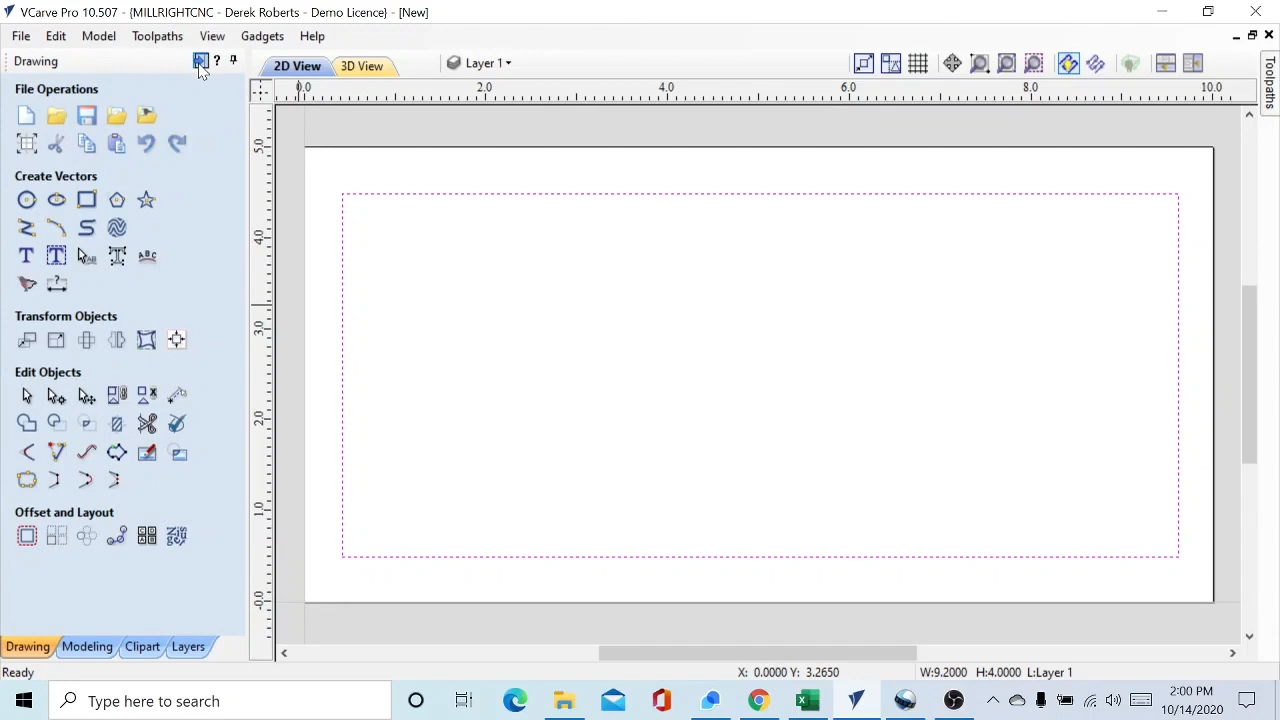 VCarve Pro 10.507 - {MILLRIGHTCNC - Derek Roberts - Demo Licence} - [New]
File Edit Model Toolpaths View Gadgets Help
Drawing ?
2D View 3D View Layer 1
Toolpaths
File Operations
0.0 2.0 4.0 6.0 8.0 10.0
5.0
4.0
3.0
2.0
1.0
-0.0
Create Vectors
T T AB T ABC
?
Transform Objects
Edit Objects
Offset and Layout
Drawing Modeling Clipart Layers
Ready X: 0.0000 Y: 3.2650 W:9.2000 H:4.0000 L:Layer 1
Type here to search
2:00 PM
10/14/2020